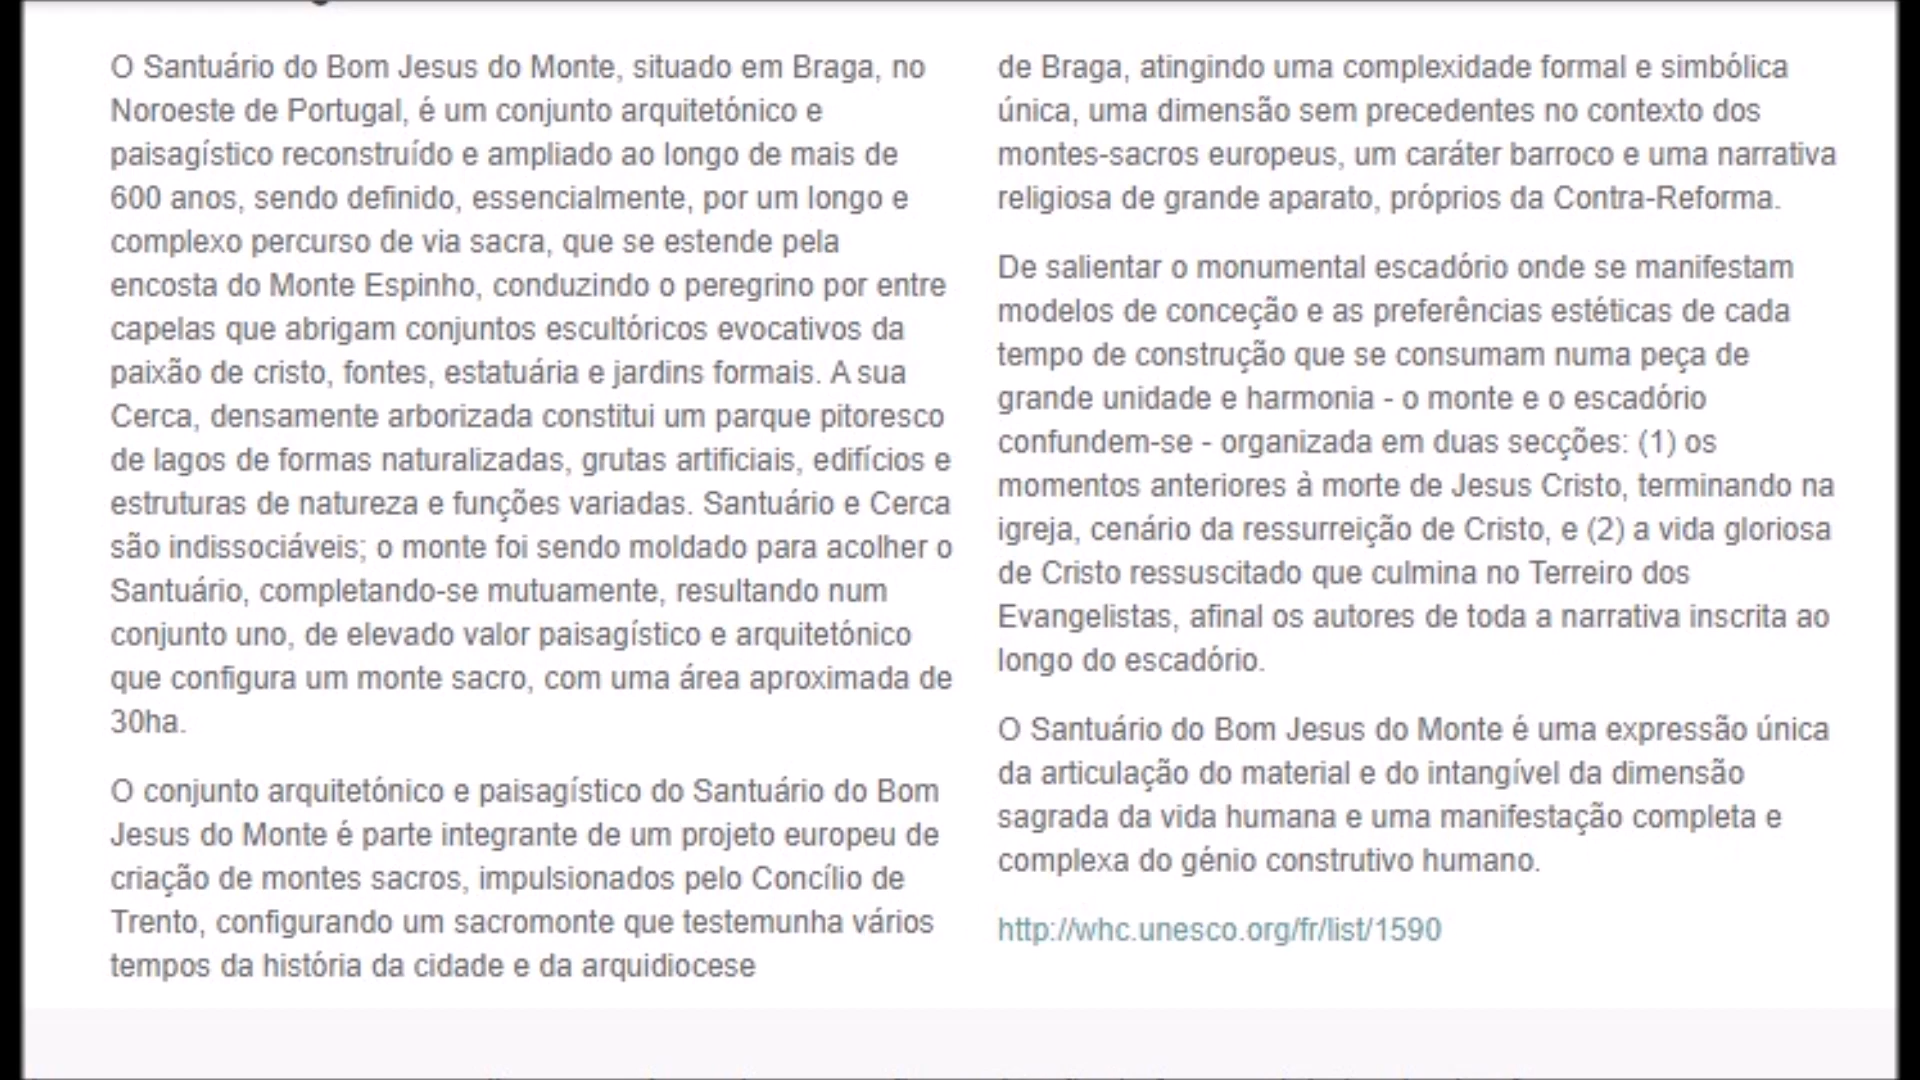 O Santuário do Bom Jesus do Monte, situado em Braga, no
Noroeste de Portugal, é um conjunto arquitetónico e
paisagístico reconstruído e ampliado ao longo de mais de
600 anos, sendo definido, essencialmente, por um longo e
complexo percurso de via sacra, que se estende pela
encosta do Monte Espinho, conduzindo o peregrino por entre
capelas que abrigam conjuntos escultóricos evocativos da
paixão de cristo, fontes, estatuária e jardins formais. A sua
Cerca, densamente arborizada constitui um parque pitoresco
de lagos de formas naturalizadas, grutas artificiais, edifícios e
estruturas de natureza e funções variadas. Santuário e Cerca
são indissociáveis; o monte foi sendo moldado para acolher o
Santuário, completando-se mutuamente, resultando num
conjunto uno, de elevado valor paisagístico e arquitetónico
que configura um monte sacro, com uma área aproximada de
30ha.
O conjunto arquitetónico e paisagístico do Santuário do Bom
Jesus do Monte é parte integrante de um projeto europeu de
criação de montes sacros, impulsionados pelo Concílio de
Trento, configurando um sacromonte que testemunha vários
tempos da história da cidade e da arquidiocese
de Braga, atingindo uma complexidade formal e simbólica
única, uma dimensão sem precedentes no contexto dos
montes-sacros europeus, um caráter barroco e uma narrativa
religiosa de grande aparato, próprios da Contra-Reforma.
De salientar o monumental escadório onde se manifestam
modelos de conceção e as preferências estéticas de cada
tempo de construção que se consumam numa peça de
grande unidade e harmonia - o monte e o escadório
confundem-se - organizada em duas secções: (1) os
momentos anteriores à morte de Jesus Cristo, terminando na
igreja, cenário da ressurreição de Cristo, e (2) a vida gloriosa
de Cristo ressuscitado que culmina no Terreiro dos
Evangelistas, afinal os autores de toda a narrativa inscrita ao
longo do escadório.
O Santuário do Bom Jesus do Monte é uma expressão única
da articulação do material e do intangível da dimensão
sagrada da vida humana e uma manifestação completa e
complexa do génio construtivo humano.
http://whc.unesco.org/fr/list/1590